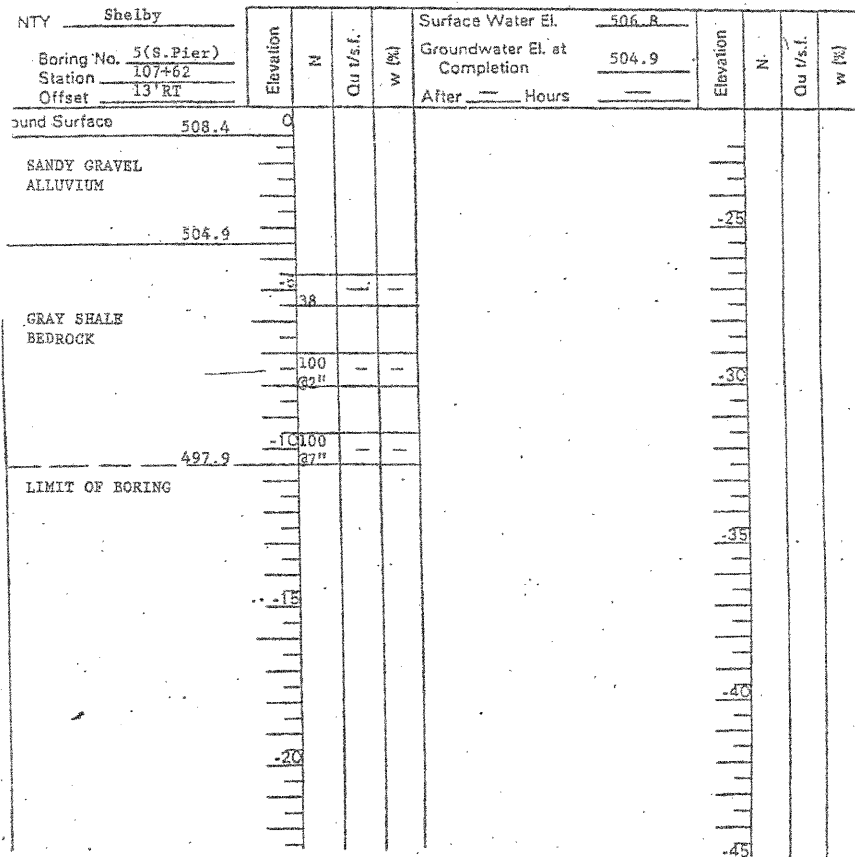 NTY Shelby
Boring No. 5(S.Pier)
Station 107+62
Offset 13'RT
Elevation
N
Qu t/s.f.
w (%)
Surface Water El. 506.8
Groundwater El. at
Completion 504.9
After — Hours —
Elevation
N
Qu t/s.f.
w (%)
ound Surface 508.4 0
SANDY GRAVEL
ALLUVIUM
504.9
-5
38 — —
GRAY SHALE
BEDROCK
100 — —
@2"
-10 100 — —
497.9 @7"
LIMIT OF BORING
-15
-20
-25
-30
-35
-40
-45